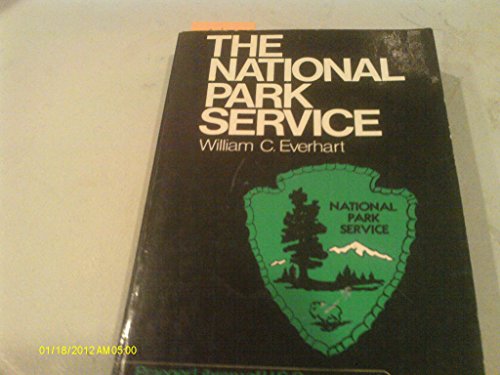 THE
NATIONAL
PARK
SERVICE
William C. Everhart
NATIONAL
PARK
SERVICE
01/18/2012 AM 05:00